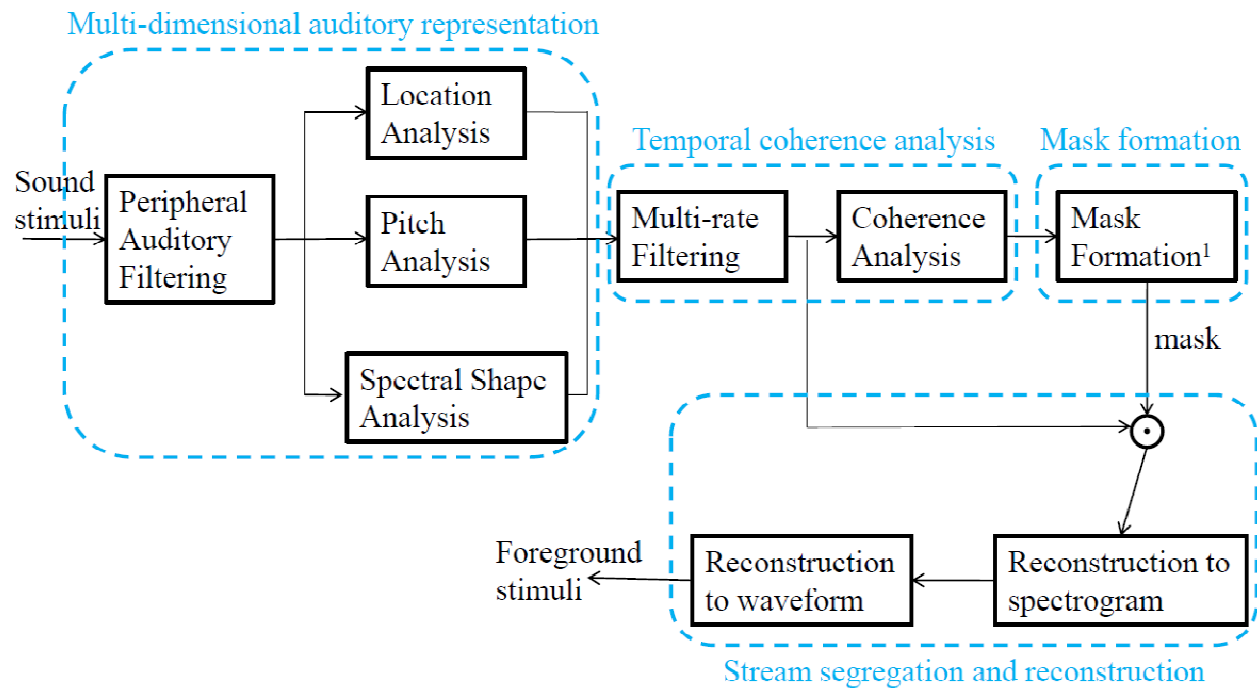 Multi-dimensional auditory representation
Sound
stimuli
Peripheral
Auditory
Filtering
Location
Analysis
Pitch
Analysis
Spectral Shape
Analysis
Temporal coherence analysis
Multi-rate
Filtering
Coherence
Analysis
Mask formation
Mask
Formation¹
mask
Reconstruction to
spectrogram
Reconstruction
to waveform
Foreground
stimuli
Stream segregation and reconstruction